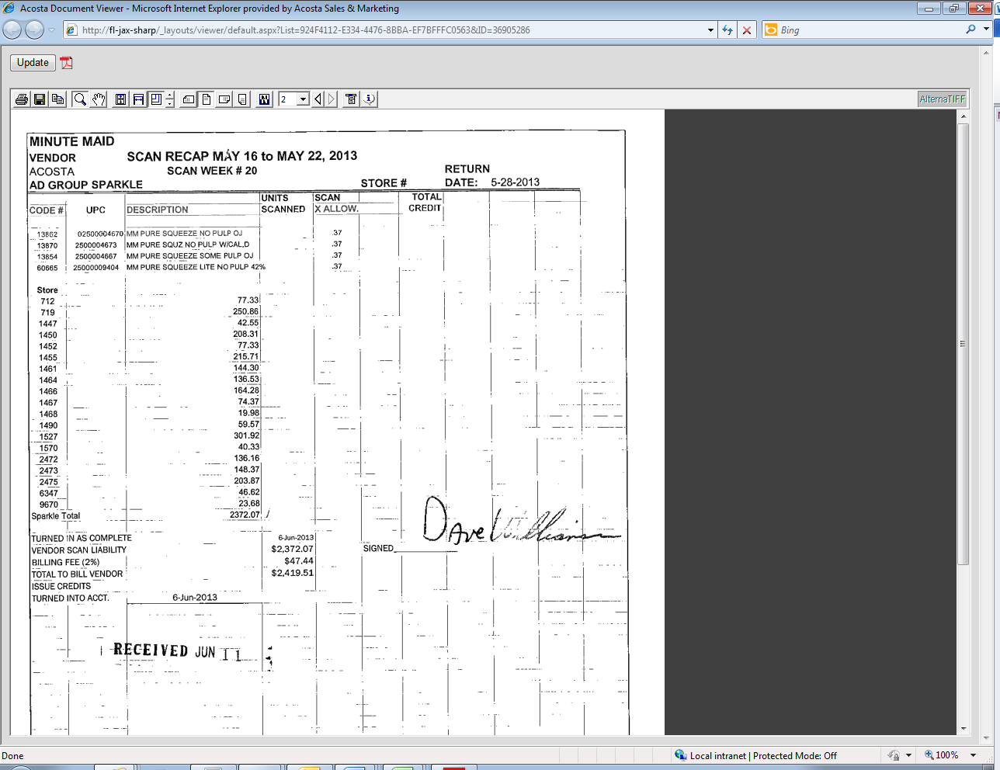 Acosta Document Viewer - Microsoft Internet Explorer provided by Acosta Sales & Marketing
http://fl-jax-sharp/_layouts/viewer/default.aspx?List=924F4112-E334-4476-8BBA-EF7BFFFC0563&ID=36905286
Bing
Update
2
AlternaTIFF
MINUTE MAID
VENDOR SCAN RECAP MAY 16 to MAY 22, 2013
ACOSTA SCAN WEEK # 20 RETURN
AD GROUP SPARKLE STORE # DATE: 5-28-2013
UNITS SCAN TOTAL
CODE # UPC DESCRIPTION SCANNED X ALLOW. CREDIT
13862 02500004670 MM PURE SQUEEZE NO PULP OJ .37
13870 2500004673 MM PURE SQUZ NO PULP W/CAL,D .37
13854 2500004667 MM PURE SQUEEZE SOME PULP OJ .37
60665 25000009404 MM PURE SQUEEZE LITE NO PULP 42% .37
Store
712 77.33
719 250.86
1447 42.55
1450 208.31
1452 77.33
1455 215.71
1461 144.30
1464 136.53
1466 164.28
1467 74.37
1468 19.98
1490 59.57
1527 301.92
1570 40.33
2472 136.16
2473 148.37
2475 203.87
6347 46.62
9670 23.68
Sparkle Total 2372.07
Dave Williams
TURNED IN AS COMPLETE 6-Jun-2013
VENDOR SCAN LIABILITY $2,372.07 SIGNED
BILLING FEE (2%) $47.44
TOTAL TO BILL VENDOR $2,419.51
ISSUE CREDITS
TURNED INTO ACCT. 6-Jun-2013
RECEIVED JUN 11
Done
Local intranet | Protected Mode: Off
100%